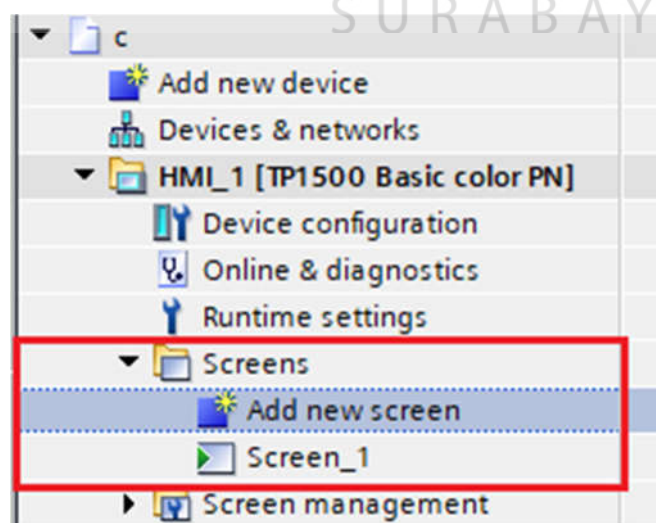 SURABAY
c
Add new device
Devices & networks
HMI_1 [TP1500 Basic color PN]
Device configuration
Online & diagnostics
Runtime settings
Screens
Add new screen
Screen_1
Screen management